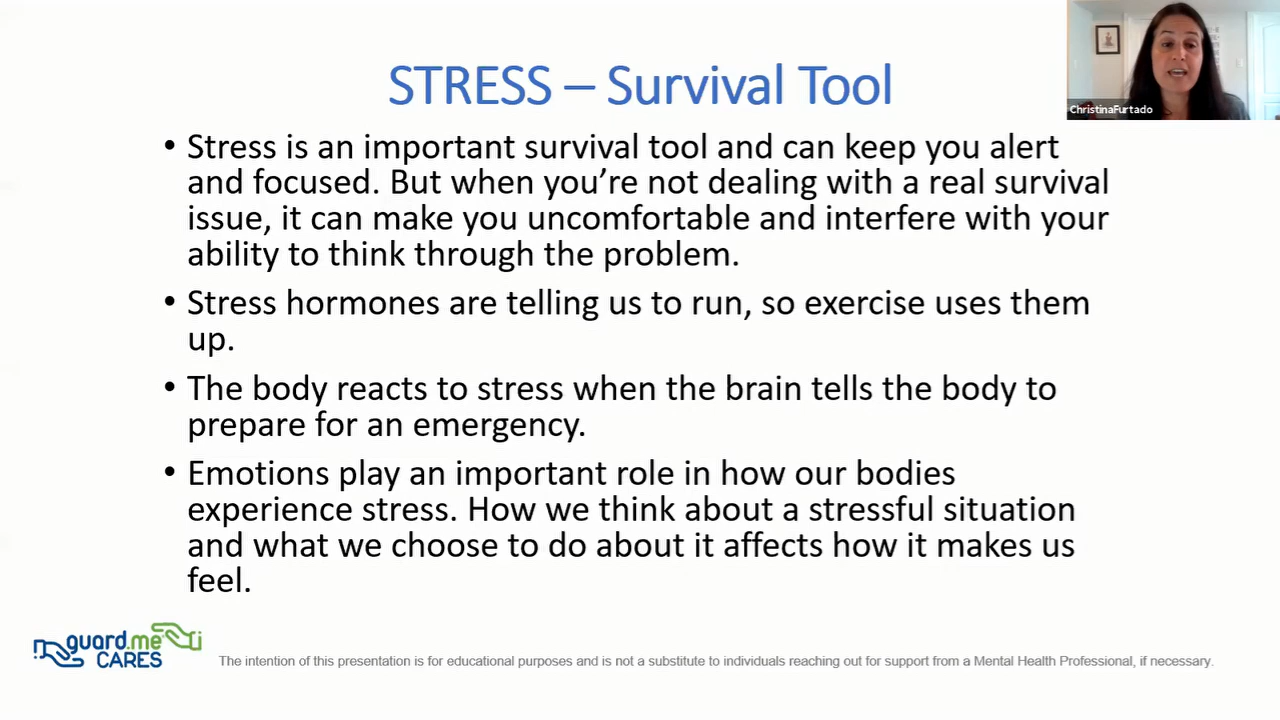 STRESS – Survival Tool
ChristinaFurtado
• Stress is an important survival tool and can keep you alert
and focused. But when you’re not dealing with a real survival
issue, it can make you uncomfortable and interfere with your
ability to think through the problem.
• Stress hormones are telling us to run, so exercise uses them
up.
• The body reacts to stress when the brain tells the body to
prepare for an emergency.
• Emotions play an important role in how our bodies
experience stress. How we think about a stressful situation
and what we choose to do about it affects how it makes us
feel.
guard.me
CARES
The intention of this presentation is for educational purposes and is not a substitute to individuals reaching out for support from a Mental Health Professional, if necessary.